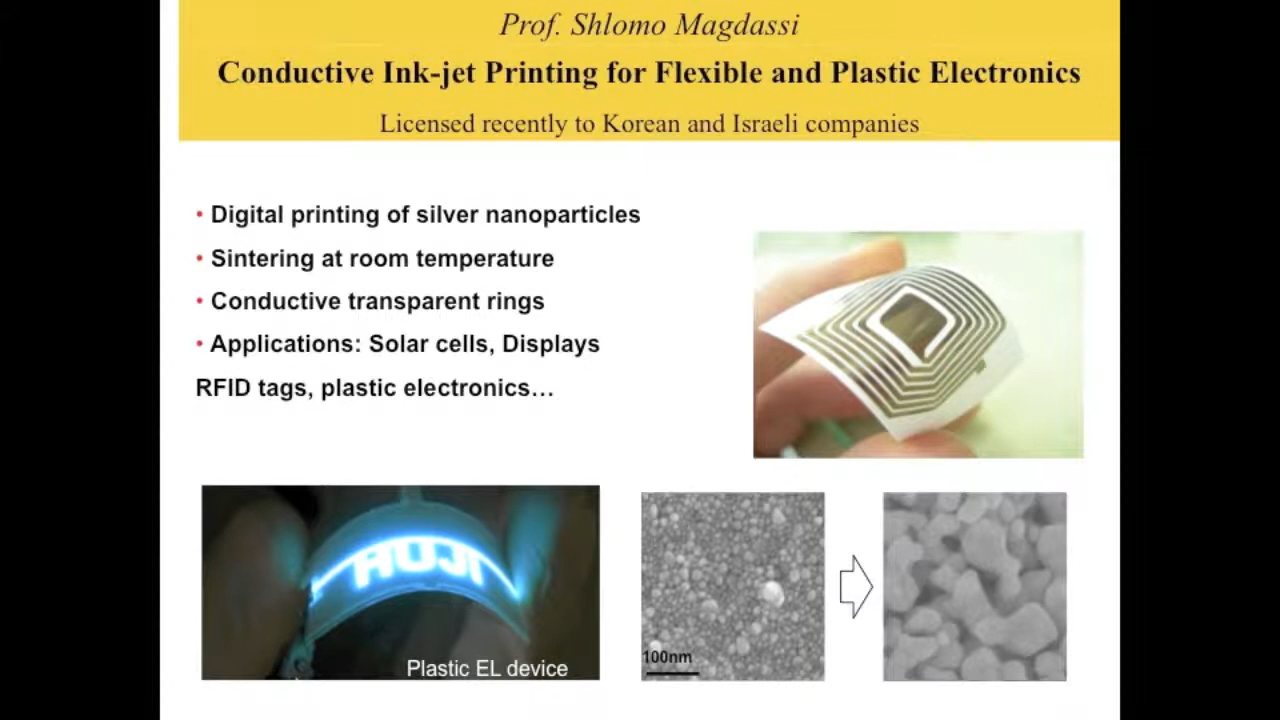 Prof. Shlomo Magdassi
Conductive Ink-jet Printing for Flexible and Plastic Electronics
Licensed recently to Korean and Israeli companies
• Digital printing of silver nanoparticles
• Sintering at room temperature
• Conductive transparent rings
• Applications: Solar cells, Displays
RFID tags, plastic electronics…
HUJI
Plastic EL device
100nm